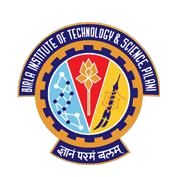 BIRLA INSTITUTE OF TECHNOLOGY & SCIENCE, PILANI
ज्ञानं परमं बलम्